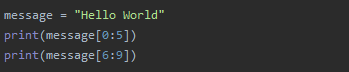 message = "Hello World"
print(message[0:5])
print(message[6:9])